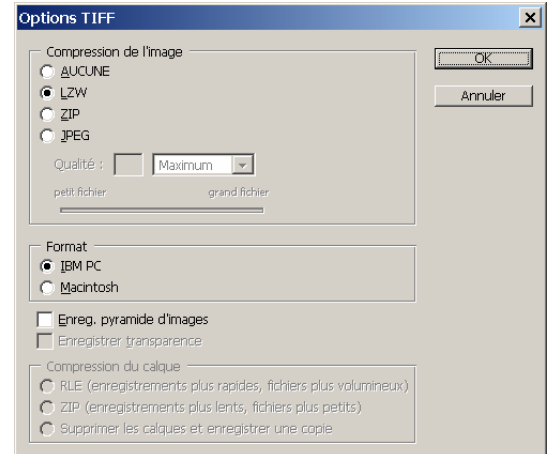 Options TIFF
Compression de l'image
AUCUNE
LZW
ZIP
JPEG
Qualité : Maximum
petit fichier grand fichier
OK
Annuler
Format
IBM PC
Macintosh
Enreg. pyramide d'images
Enregistrer transparence
Compression du calque
RLE (enregistrements plus rapides, fichiers plus volumineux)
ZIP (enregistrements plus lents, fichiers plus petits)
Supprimer les calques et enregistrer une copie